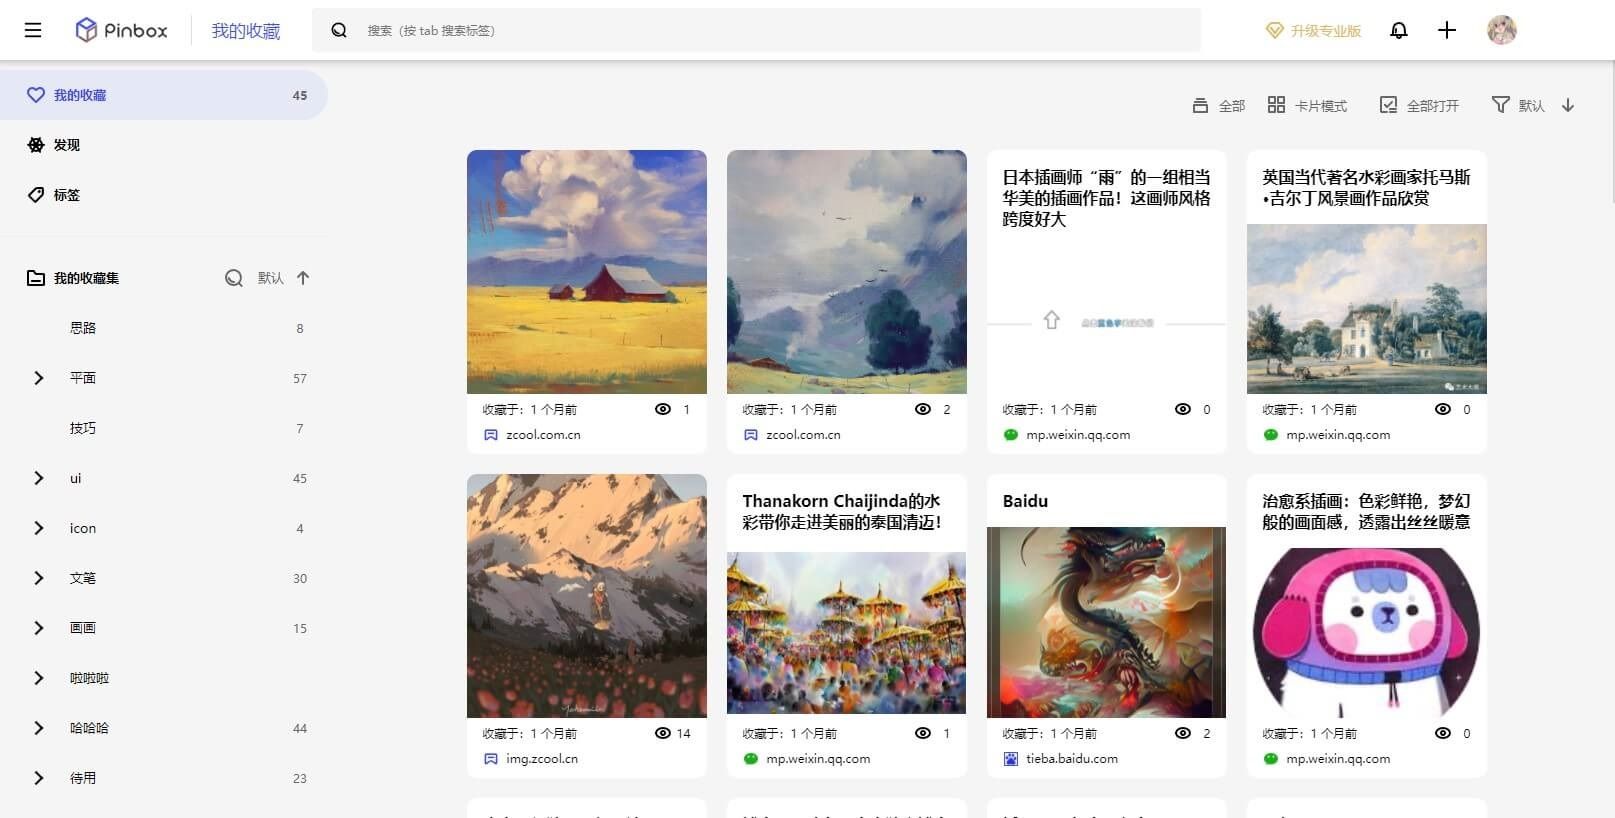 Pinbox
我的收藏
搜索（按 tab 搜索标签）
升级专业版
我的收藏 45
发现
标签
我的收藏集
默认
思路 8
平面 57
技巧 7
ui 45
icon 4
文笔 30
画画 15
啦啦啦
哈哈哈 44
待用 23
全部
卡片模式
全部打开
默认
收藏于：1 个月前 1
zcool.com.cn
收藏于：1 个月前 2
zcool.com.cn
日本插画师“雨”的一组相当
华美的插画作品！这画师风格
跨度好大
收藏于：1 个月前 0
mp.weixin.qq.com
英国当代著名水彩画家托马斯
•吉尔丁风景画作品欣赏
收藏于：1 个月前 0
mp.weixin.qq.com
收藏于：1 个月前 14
img.zcool.cn
Thanakorn Chaijinda的水
彩带你走进美丽的泰国清迈！
收藏于：1 个月前 1
mp.weixin.qq.com
Baidu
收藏于：1 个月前 2
tieba.baidu.com
治愈系插画：色彩鲜艳，梦幻
般的画面感，透露出丝丝暖意
收藏于：1 个月前 0
mp.weixin.qq.com